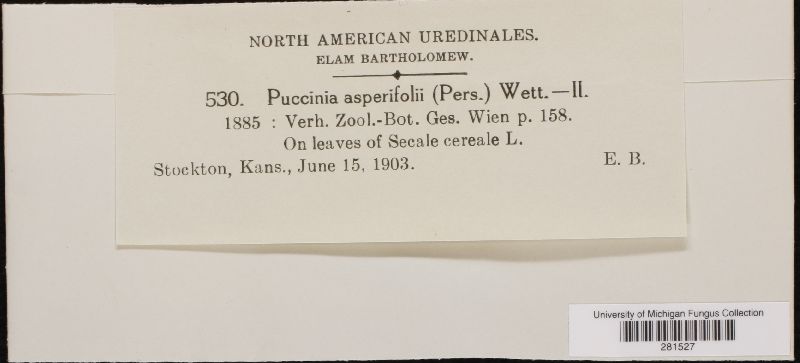 NORTH AMERICAN UREDINALES.
ELAM BARTHOLOMEW.
530. Puccinia asperifolii (Pers.) Wett.—II.
1885 : Verh. Zool.-Bot. Ges. Wien p. 158.
On leaves of Secale cereale L.
Stockton, Kans., June 15, 1903. E. B.
University of Michigan Fungus Collection
281527